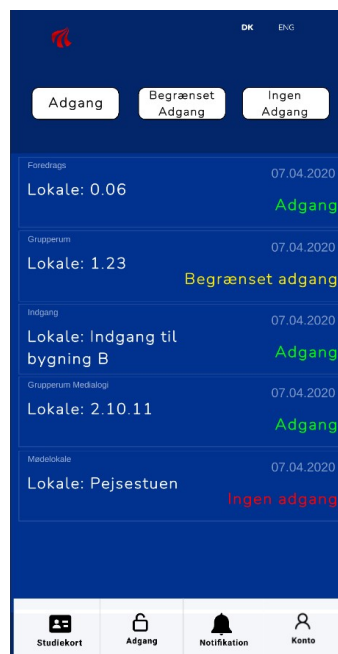 DK ENG
Adgang
Begrænset
Adgang
Ingen
Adgang
Foredrags
07.04.2020
Lokale: 0.06
Adgang
Grupperum
07.04.2020
Lokale: 1.23
Begrænset adgang
Indgang
07.04.2020
Lokale: Indgang til
bygning B
Adgang
Grupperum Medialogi
07.04.2020
Lokale: 2.10.11
Adgang
Mødelokale
07.04.2020
Lokale: Pejsestuen
Ingen adgang
Studiekort Adgang Notifikation Konto